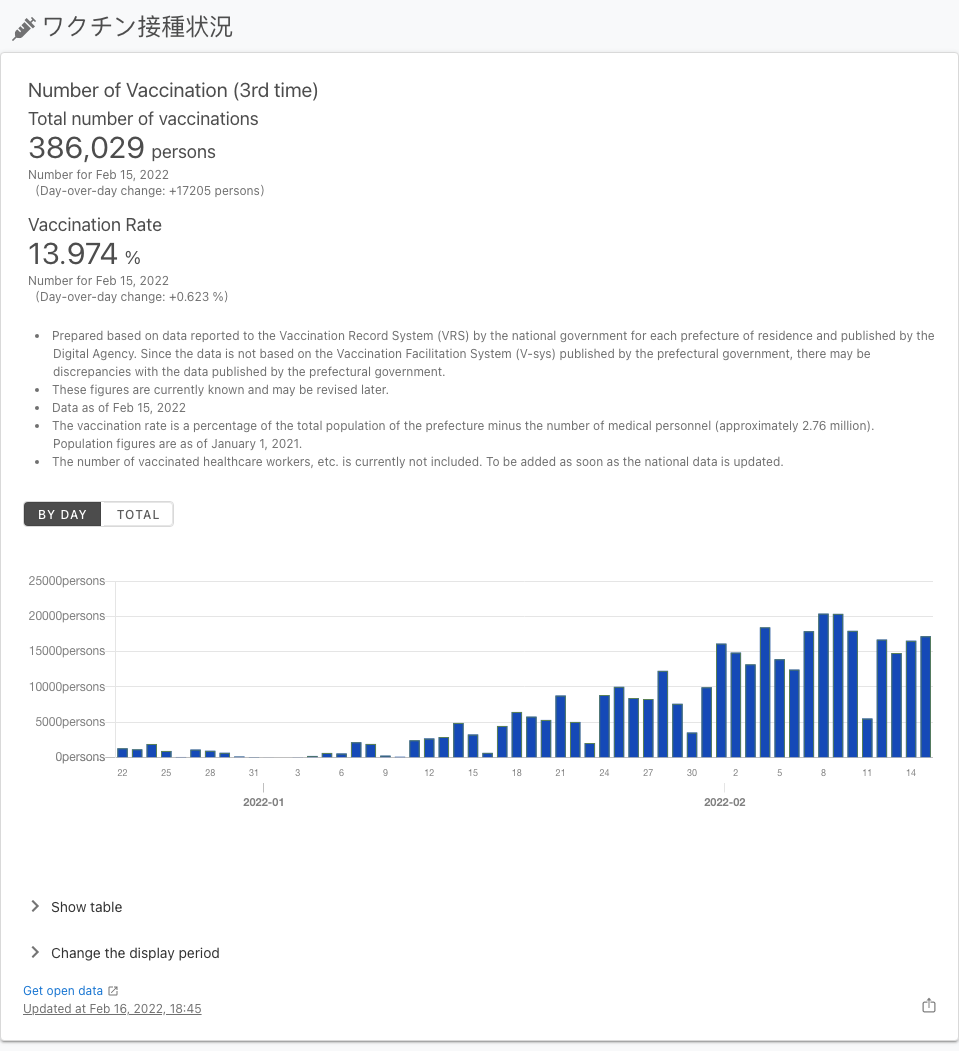 ワクチン接種状況
Number of Vaccination (3rd time)
Total number of vaccinations
386,029 persons
Number for Feb 15, 2022
(Day-over-day change: +17205 persons)
Vaccination Rate
13.974 %
Number for Feb 15, 2022
(Day-over-day change: +0.623 %)
• Prepared based on data reported to the Vaccination Record System (VRS) by the national government for each prefecture of residence and published by the
Digital Agency. Since the data is not based on the Vaccination Facilitation System (V-sys) published by the prefectural government, there may be
discrepancies with the data published by the prefectural government.
• These figures are currently known and may be revised later.
• Data as of Feb 15, 2022
• The vaccination rate is a percentage of the total population of the prefecture minus the number of medical personnel (approximately 2.76 million).
Population figures are as of January 1, 2021.
• The number of vaccinated healthcare workers, etc. is currently not included. To be added as soon as the national data is updated.
BY DAY TOTAL
25000persons
20000persons
15000persons
10000persons
5000persons
0persons
22 25 28 31 3 6 9 12 15 18 21 24 27 30 2 5 8 11 14
2022-01 2022-02
Show table
Change the display period
Get open data
Updated at Feb 16, 2022, 18:45